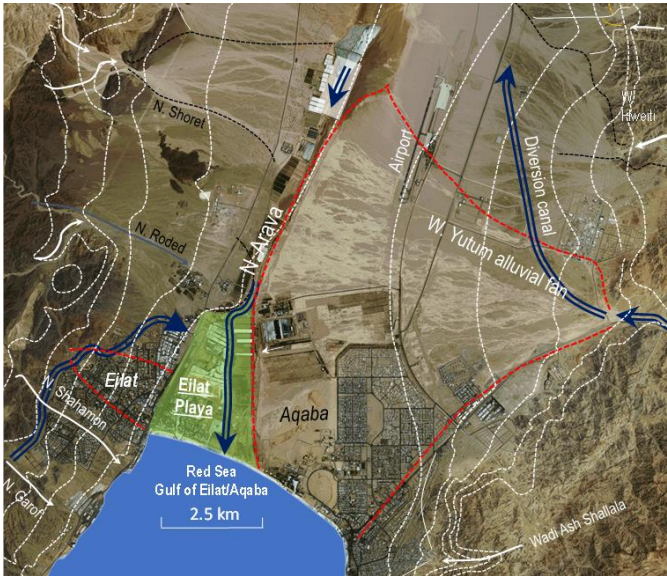 W.
Hweiti
N. Shoret
Airport
Diversion canal
N. Arava
N. Roded
W. Yutum alluvial fan
Eilat
Eilat
Playa
N. Shahamon
Aqaba
N. Garof
Red Sea
Gulf of Eilat/Aqaba
2.5 km
Wadi Ash Shallala